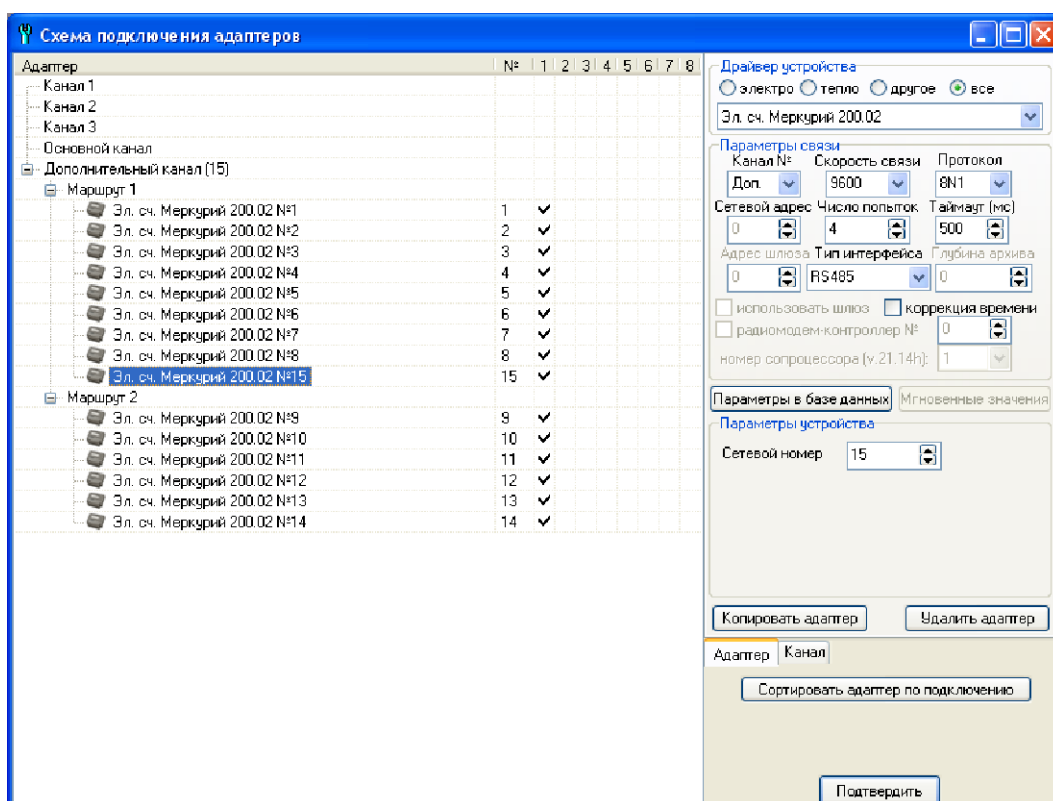 Схема подключения адаптеров
Адаптер № 1 2 3 4 5 6 7 8
Канал 1
Канал 2
Канал 3
Основной канал
Дополнительный канал (15)
Маршрут 1
Эл. сч. Меркурий 200.02 №1 1
Эл. сч. Меркурий 200.02 №2 2
Эл. сч. Меркурий 200.02 №3 3
Эл. сч. Меркурий 200.02 №4 4
Эл. сч. Меркурий 200.02 №5 5
Эл. сч. Меркурий 200.02 №6 6
Эл. сч. Меркурий 200.02 №7 7
Эл. сч. Меркурий 200.02 №8 8
Эл. сч. Меркурий 200.02 №15 15
Маршрут 2
Эл. сч. Меркурий 200.02 №9 9
Эл. сч. Меркурий 200.02 №10 10
Эл. сч. Меркурий 200.02 №11 11
Эл. сч. Меркурий 200.02 №12 12
Эл. сч. Меркурий 200.02 №13 13
Эл. сч. Меркурий 200.02 №14 14
Драйвер устройства
электро тепло другое все
Эл. сч. Меркурий 200.02
Параметры связи
Канал № Скорость связи Протокол
Доп. 9600 8N1
Сетевой адрес Число попыток Таймаут (мс)
0 4 500
Адрес шлюза Тип интерфейса Глубина архива
0 RS485 0
использовать шлюз коррекция времени
радиомодем-контроллер № 0
номер сопроцессора (v.21.14h): 1
Параметры в базе данных Мгновенные значения
Параметры устройства
Сетевой номер 15
Копировать адаптер Удалить адаптер
Адаптер Канал
Сортировать адаптер по подключению
Подтвердить